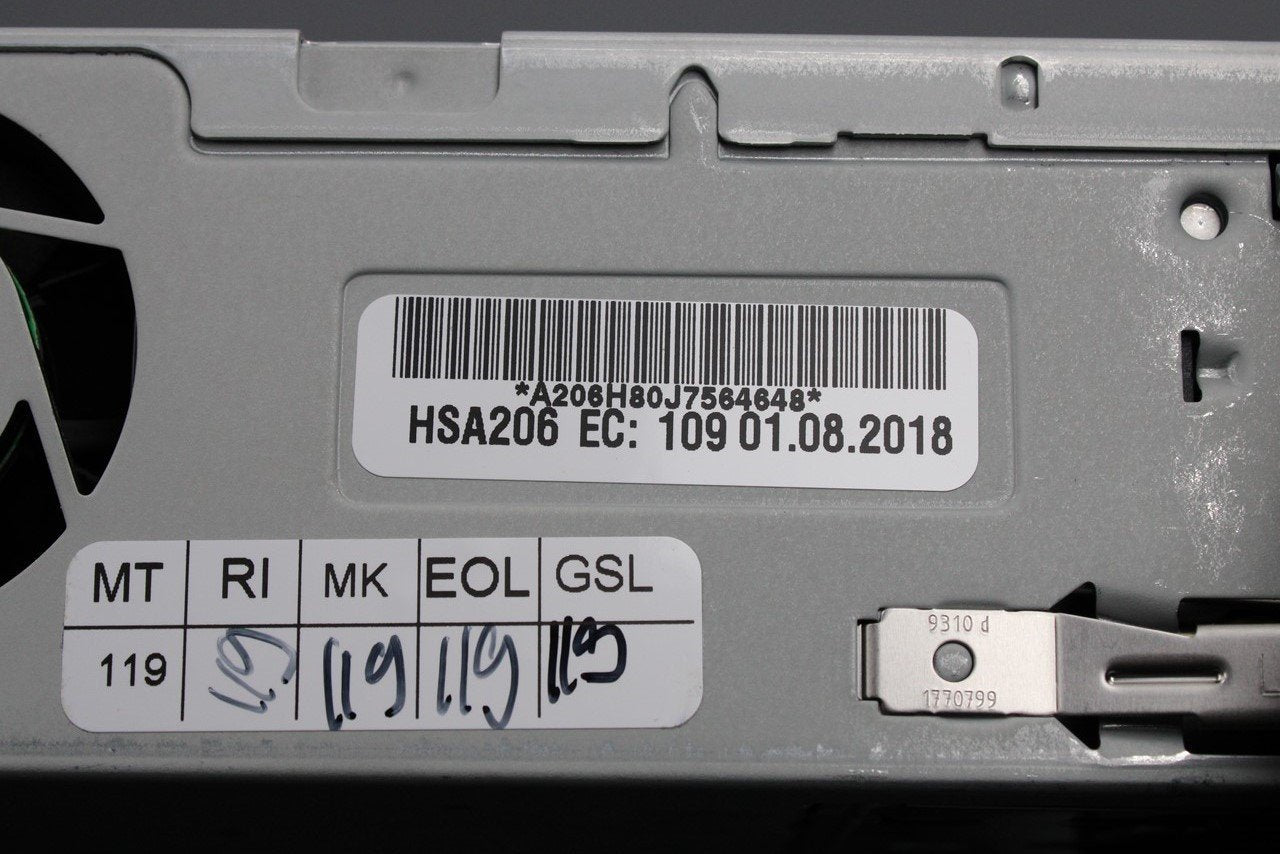 *A206H80J7564648*
HSA206 EC: 109 01.08.2018
MT RI MK EOL GSL
119 119 119 119 119
9310 d
1770799